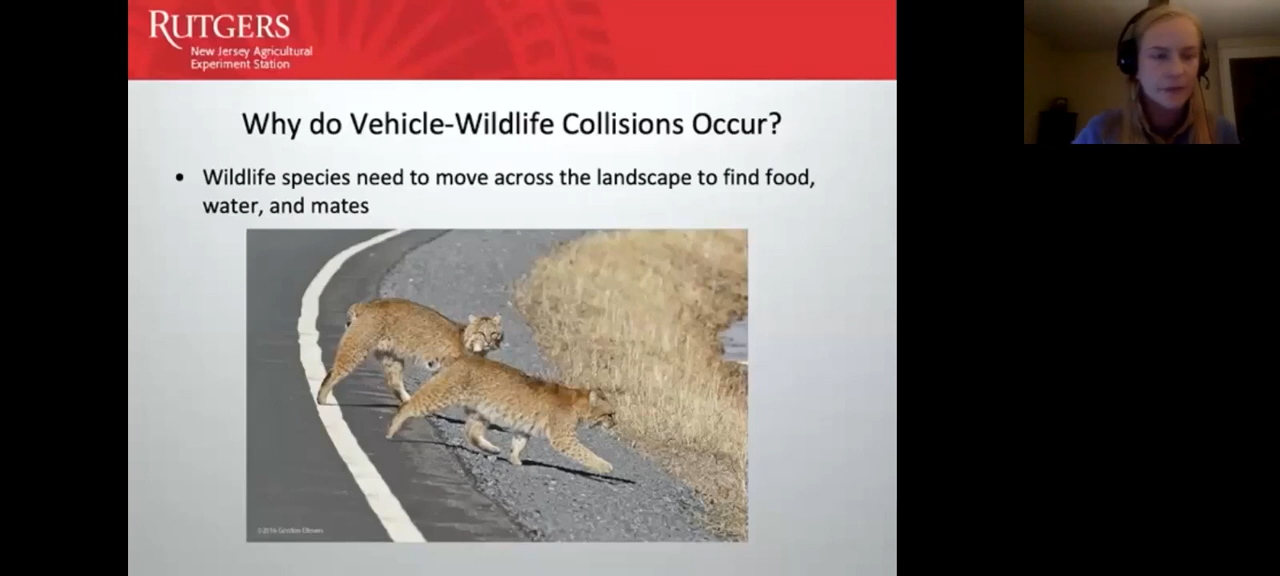 RUTGERS
New Jersey Agricultural
Experiment Station
Why do Vehicle-Wildlife Collisions Occur?
• Wildlife species need to move across the landscape to find food,
water, and mates